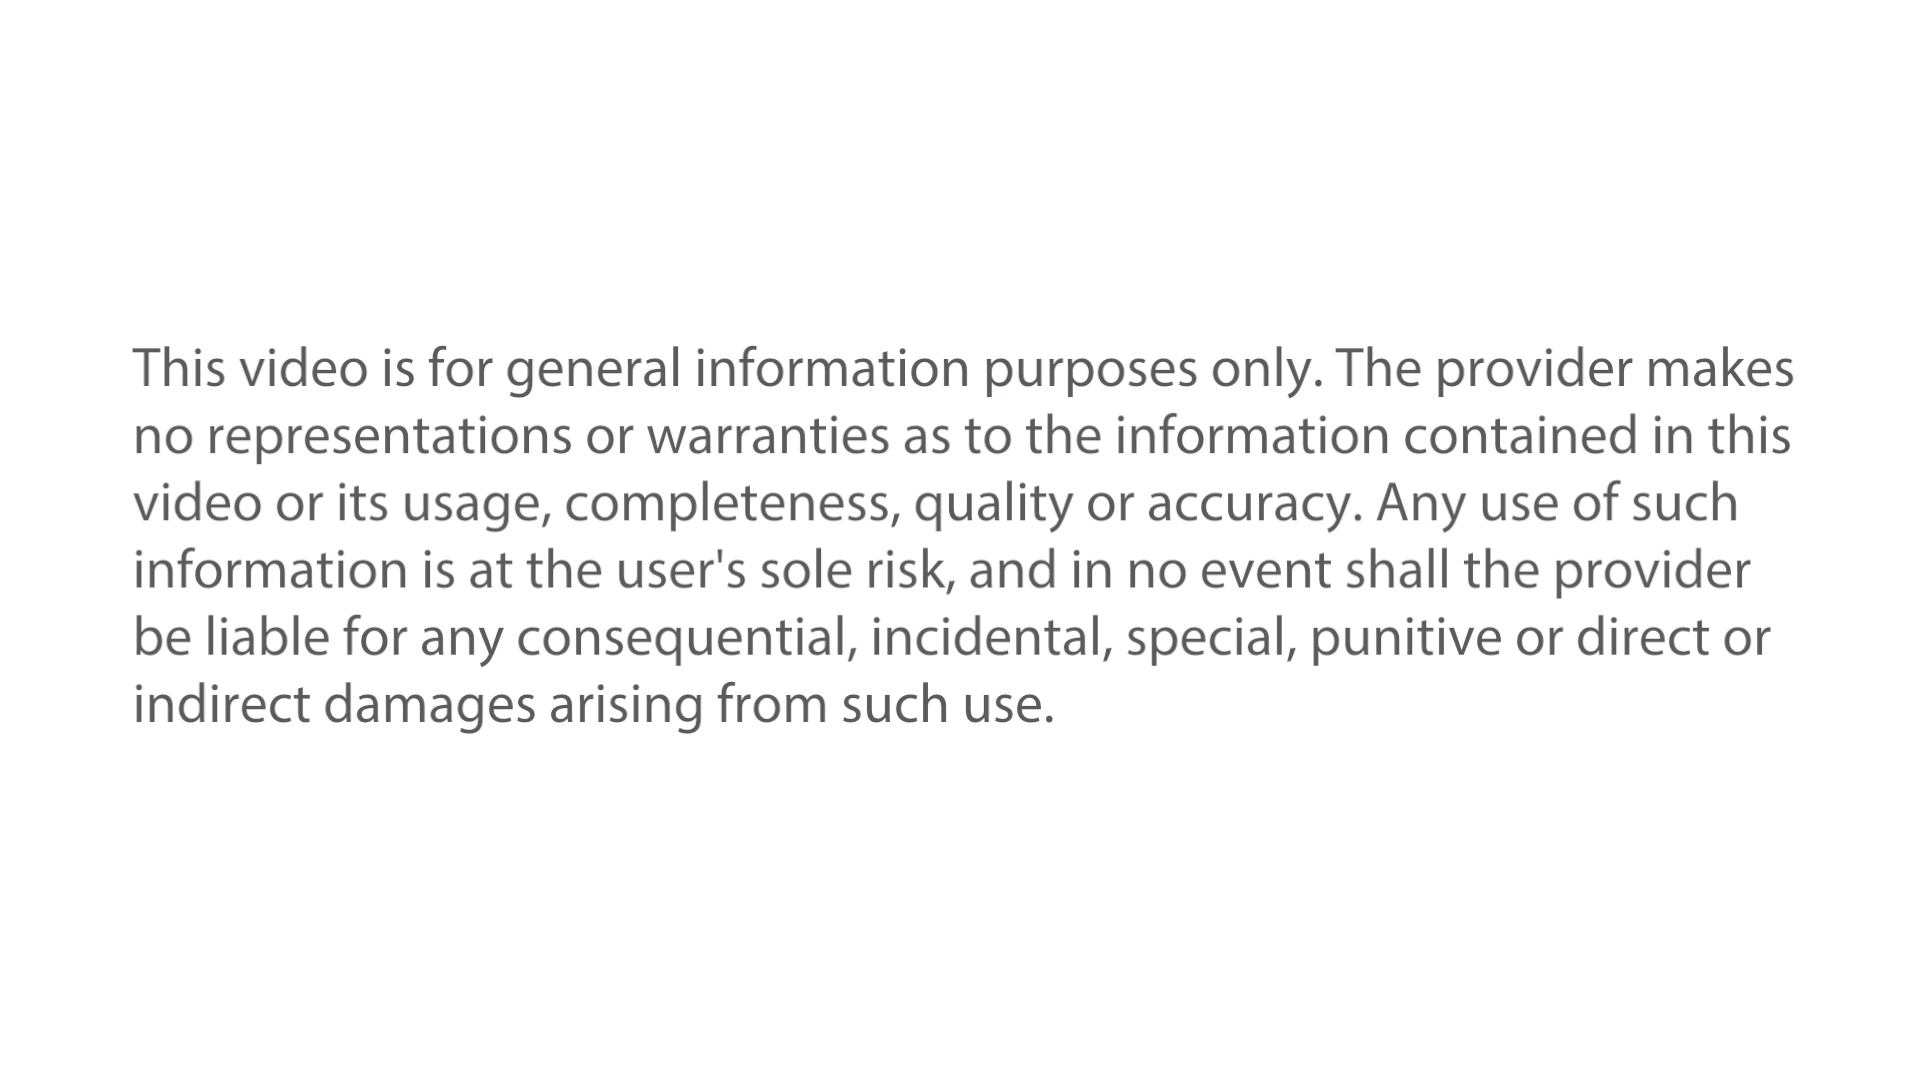 This video is for general information purposes only. The provider makes
no representations or warranties as to the information contained in this
video or its usage, completeness, quality or accuracy. Any use of such
information is at the user's sole risk, and in no event shall the provider
be liable for any consequential, incidental, special, punitive or direct or
indirect damages arising from such use.